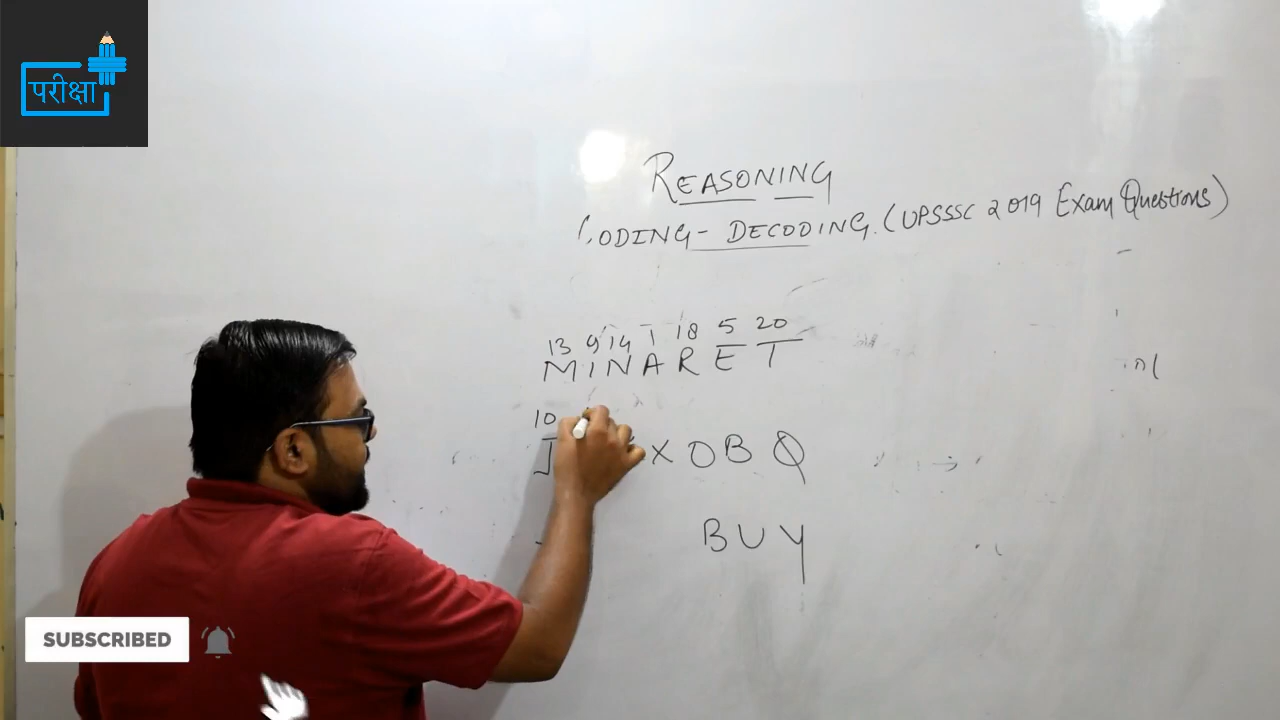 परीक्षा
REASONING
CODING - DECODING. (UPSSSC 2019 Exam Questions)
13 9 14 1 18 5 20
MINARET
10
J X O B Q
BUY
SUBSCRIBED